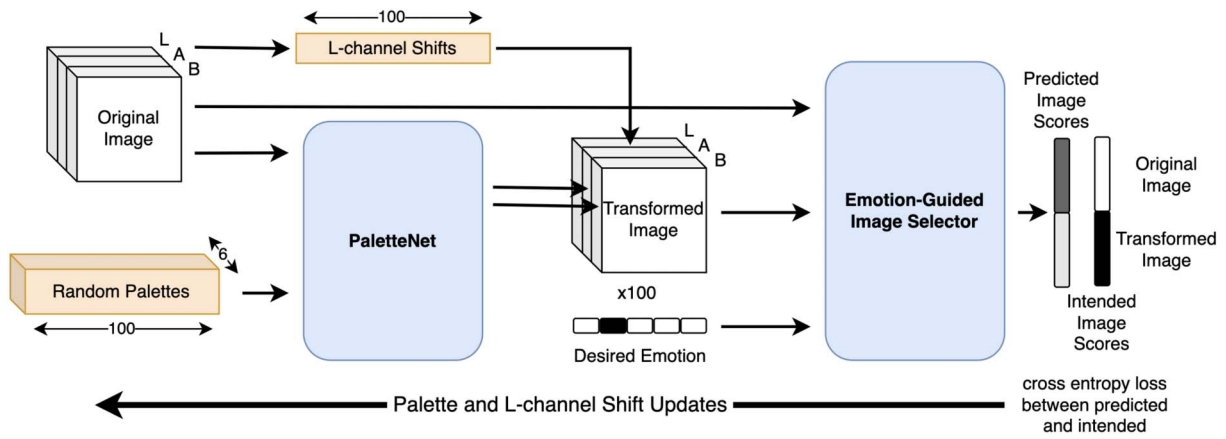 100
L-channel Shifts
L
A
B
Original
Image
PaletteNet
6
Random Palettes
100
L
A
B
Transformed
Image
x100
Desired Emotion
Emotion-Guided
Image Selector
Predicted
Image
Scores
Original
Image
Transformed
Image
Intended
Image
Scores
Palette and L-channel Shift Updates
cross entropy loss
between predicted
and intended